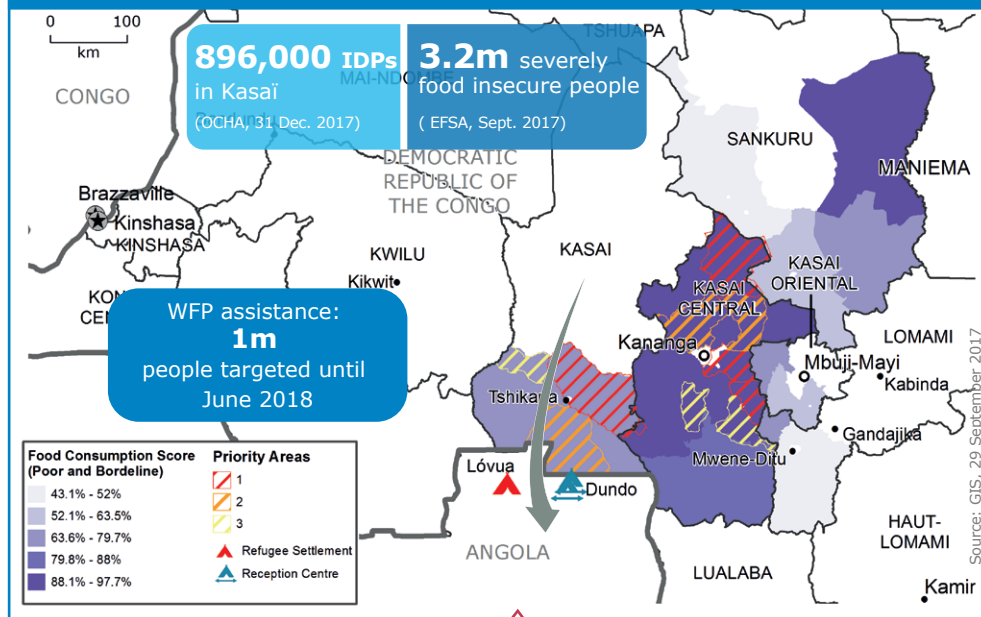 0 100
km
896,000 IDPs
in Kasaï
(OCHA, 31 Dec. 2017)
3.2m severely
food insecure people
( EFSA, Sept. 2017)
TSHUAPA
MAI-NDOMBE
CONGO
DEMOCRATIC
REPUBLIC OF
THE CONGO
SANKURU
MANIEMA
Brazzaville
Kinshasa
KINSHASA
KWILU
Kikwit
KASAI
KASAI
ORIENTAL
KASAI
CENTRAL
LOMAMI
Kananga
Mbuji-Mayi
Kabinda
WFP assistance:
1m
people targeted until
June 2018
Tshikapa
Gandajika
Mwene-Ditu
Lóvua
Dundo
ANGOLA
HAUT-
LOMAMI
LUALABA
Kamir
Food Consumption Score
(Poor and Bordeline)
43.1% - 52%
52.1% - 63.5%
63.6% - 79.7%
79.8% - 88%
88.1% - 97.7%
Priority Areas
1
2
3
Refugee Settlement
Reception Centre
Source: GIS, 29 September 2017